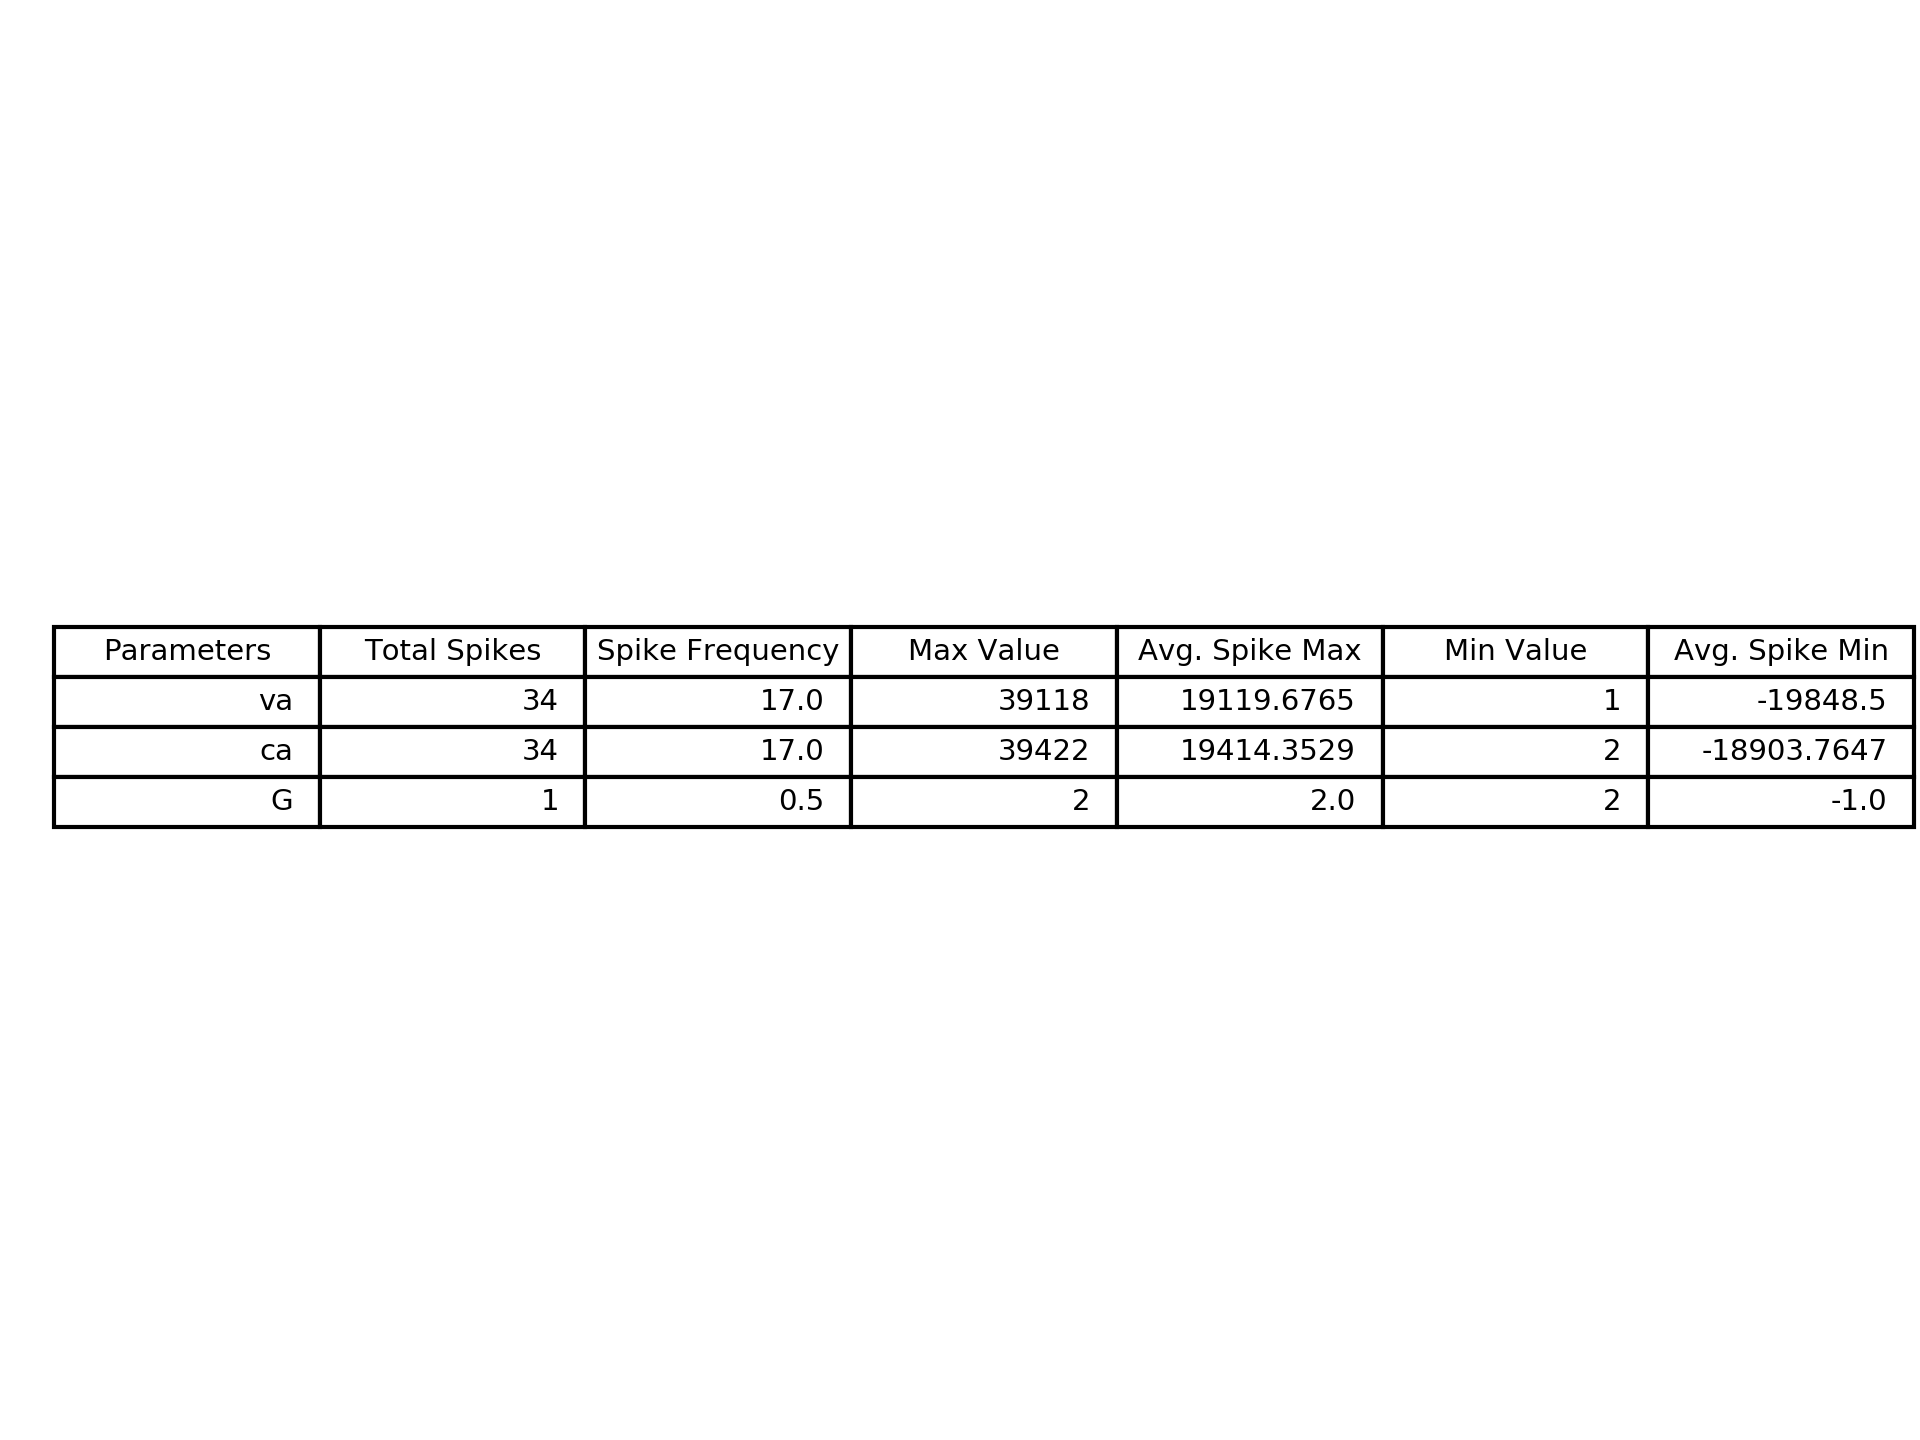 Parameters Total Spikes Spike Frequency Max Value Avg. Spike Max Min Value Avg. Spike Min
va 34 17.0 39118 19119.6765 1 -19848.5
ca 34 17.0 39422 19414.3529 2 -18903.7647
G 1 0.5 2 2.0 2 -1.0